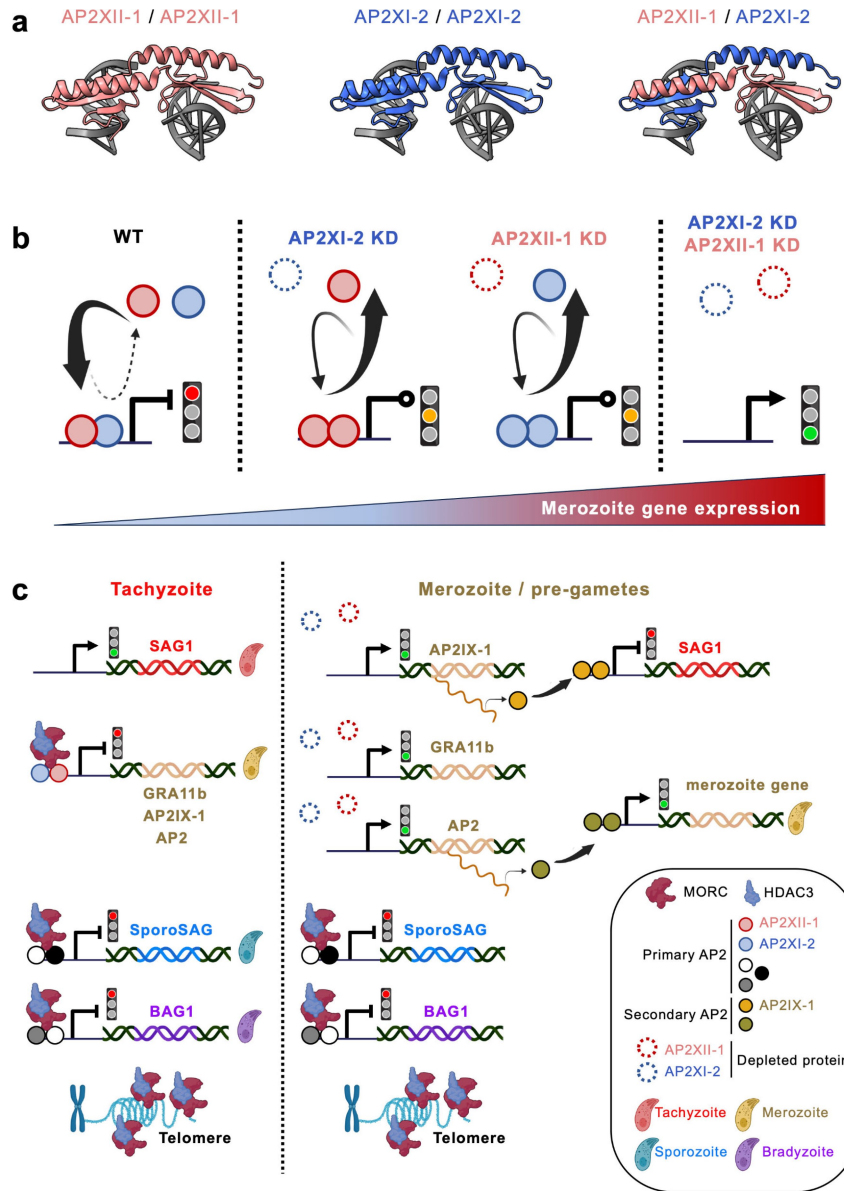 a
AP2XII-1 / AP2XII-1
AP2XI-2 / AP2XI-2
AP2XII-1 / AP2XI-2
b
WT
AP2XI-2 KD
AP2XII-1 KD
AP2XI-2 KD
AP2XII-1 KD
Merozoite gene expression
c
Tachyzoite
SAG1
GRA11b
AP2IX-1
AP2
SporoSAG
BAG1
Telomere
Merozoite / pre-gametes
AP2IX-1
SAG1
GRA11b
AP2
merozoite gene
SporoSAG
BAG1
Telomere
MORC
HDAC3
Primary AP2
AP2XII-1
AP2XI-2
Secondary AP2
AP2IX-1
AP2XII-1
AP2XI-2
Depleted protein
Tachyzoite
Merozoite
Sporozoite
Bradyzoite